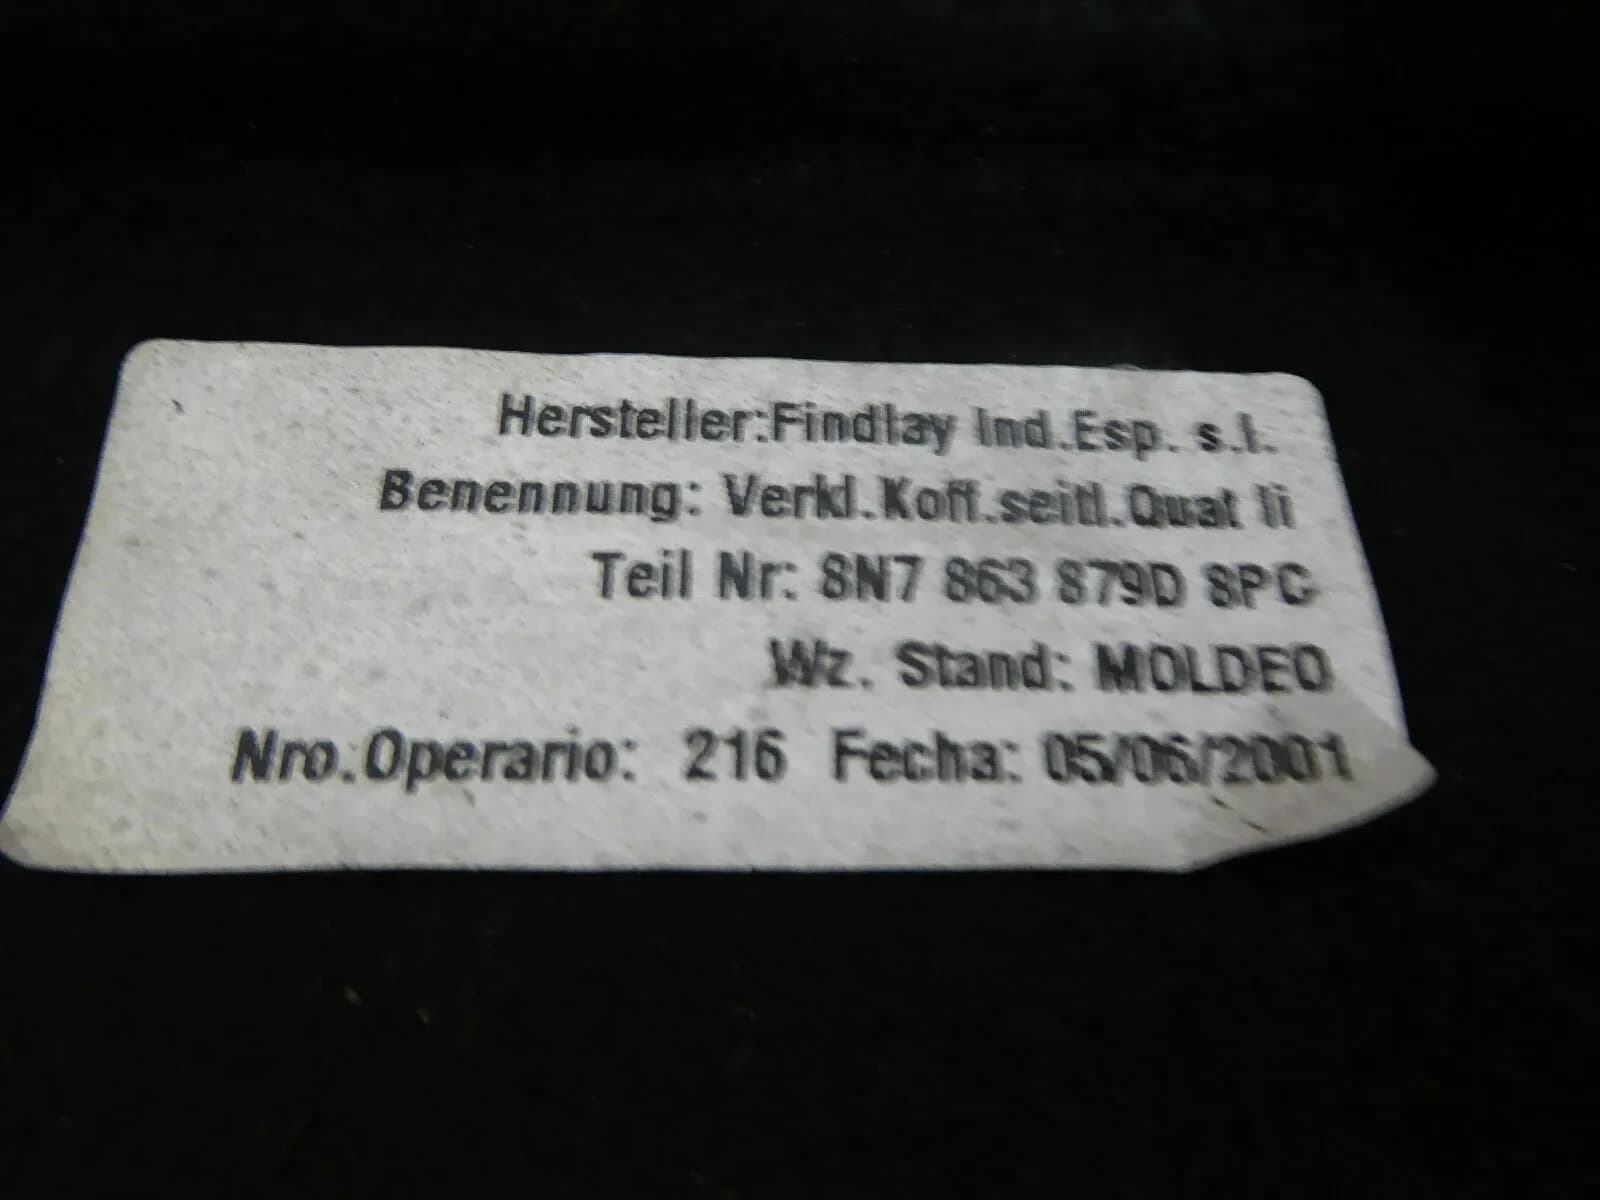 Hersteller:Findlay Ind.Esp. s.l.
Benennung: Verkl.Koff.seitl.Quat li
Teil Nr: 8N7 863 879D 8PG
Wz. Stand: MOLDEO
Nro.Operario: 216 Fecha: 05/06/2001